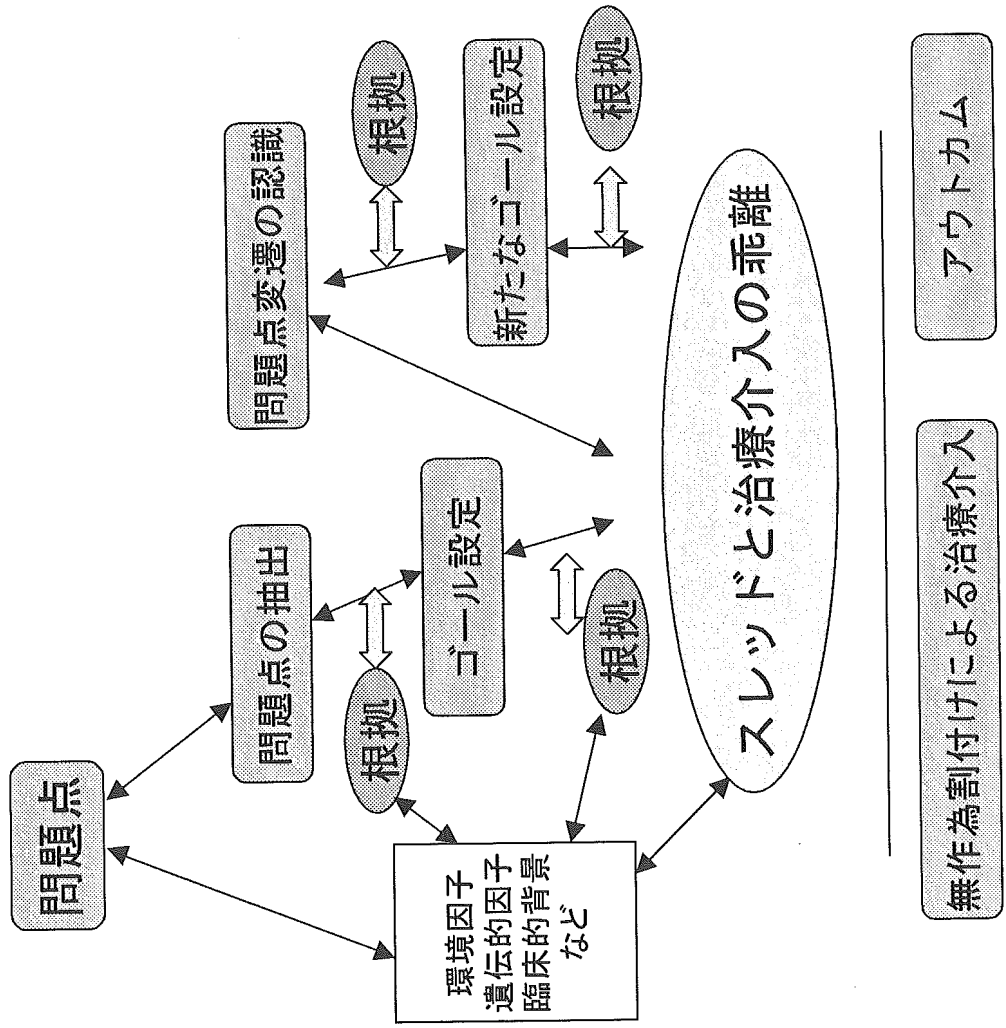 問題点
問題点の抽出
問題点変遷の認識
根拠
根拠
ゴール設定
新たなゴール設定
根拠
根拠
環境因子
遺伝的因子
臨床的背景
など
スレッドと治療介入の乖離
無作為割付けによる治療介入
アウトカム